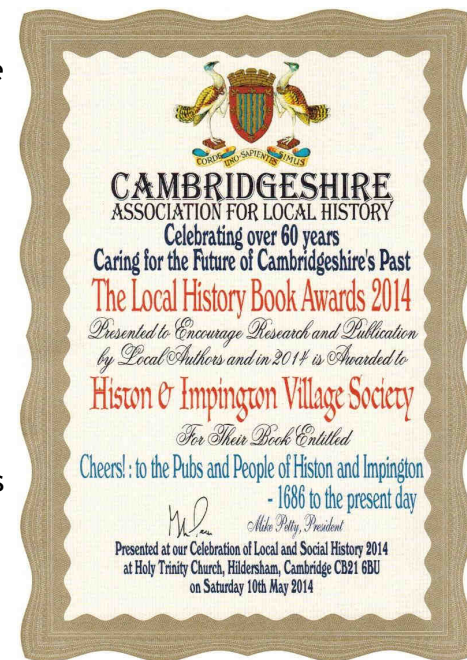 e
CORDE UNO SAPIENTES SIMUS
CAMBRIDGESHIRE
ASSOCIATION FOR LOCAL HISTORY
Celebrating over 60 years
Caring for the Future of Cambridgeshire's Past
The Local History Book Awards 2014
Presented to Encourage Research and Publication
by Local Authors and in 2014 is Awarded to
Histon & Impington Village Society
For Their Book Entitled
Cheers! : to the Pubs and People of Histon and Impington
s
- 1686 to the present day
Mike Petty, President
Presented at our Celebration of Local and Social History 2014
at Holy Trinity Church, Hildersham, Cambridge CB21 6BU
on Saturday 10th May 2014